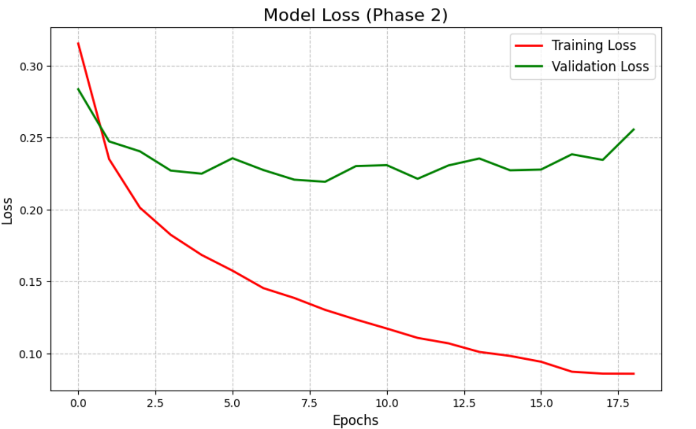 Model Loss (Phase 2)
Training Loss
Validation Loss
0.30
0.25
0.20
0.15
0.10
Loss
0.0 2.5 5.0 7.5 10.0 12.5 15.0 17.5
Epochs